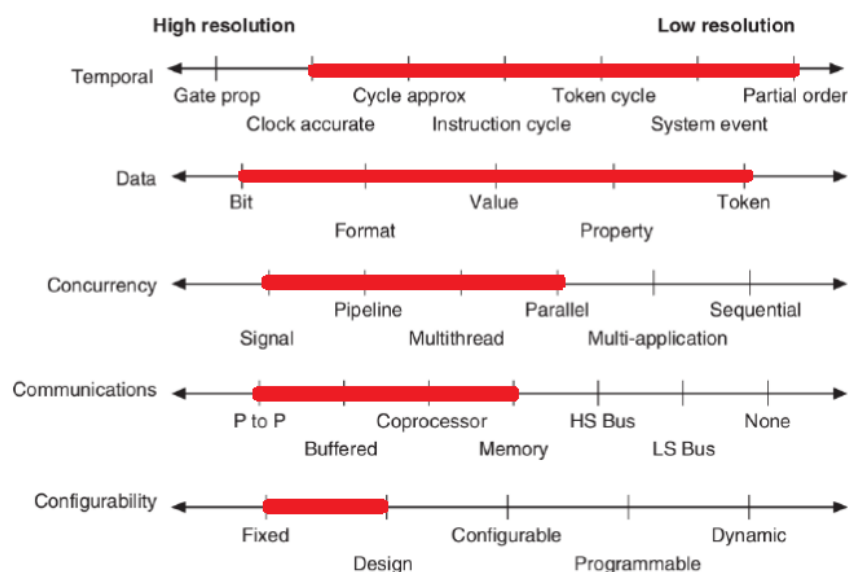 High resolution Low resolution
Temporal
Gate prop Cycle approx Token cycle Partial order
Clock accurate Instruction cycle System event
Data
Bit Value Token
Format Property
Concurrency
Pipeline Parallel Sequential
Signal Multithread Multi-application
Communications
P to P Coprocessor HS Bus None
Buffered Memory LS Bus
Configurability
Fixed Configurable Dynamic
Design Programmable